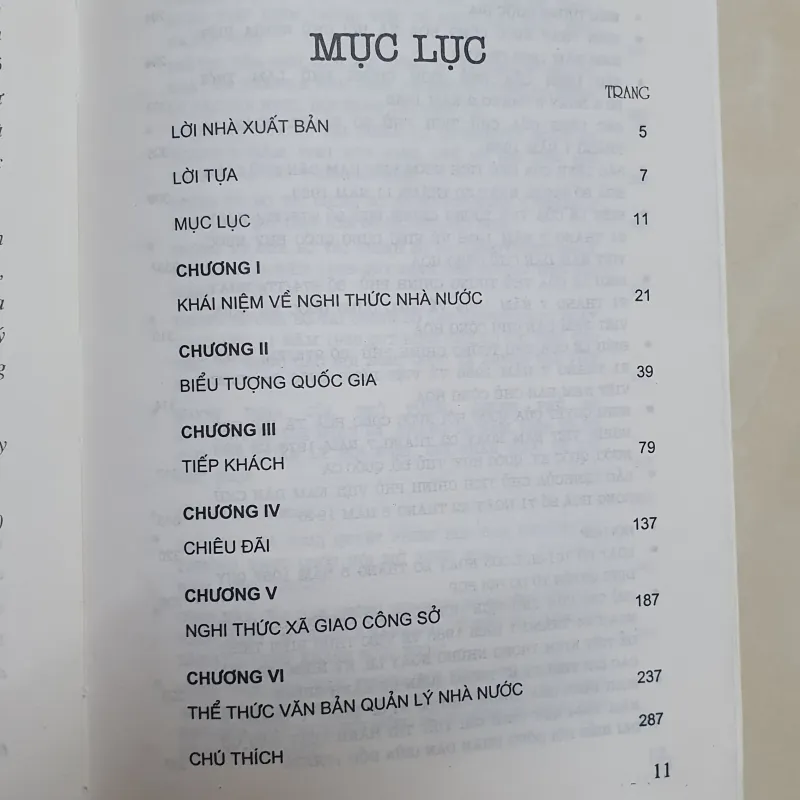 MỤC LỤC
TRANG
LỜI NHÀ XUẤT BẢN 5
LỜI TỰA 7
MỤC LỤC 11
CHƯƠNG I
KHÁI NIỆM VỀ NGHI THỨC NHÀ NƯỚC 21
CHƯƠNG II
BIỂU TƯỢNG QUỐC GIA 39
CHƯƠNG III
TIẾP KHÁCH 79
CHƯƠNG IV
CHIÊU ĐÃI 137
CHƯƠNG V
NGHI THỨC XÃ GIAO CÔNG SỞ 187
CHƯƠNG VI
THỂ THỨC VĂN BẢN QUẢN LÝ NHÀ NƯỚC 237
CHÚ THÍCH 287
11